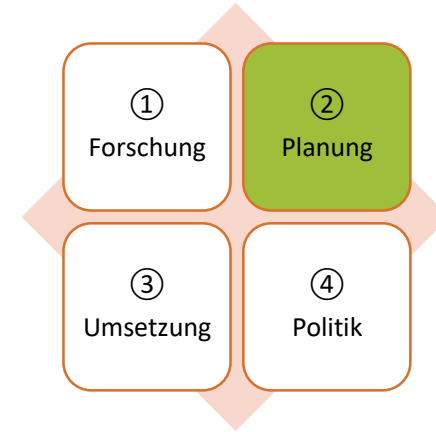 ①
Forschung
②
Planung
③
Umsetzung
④
Politik